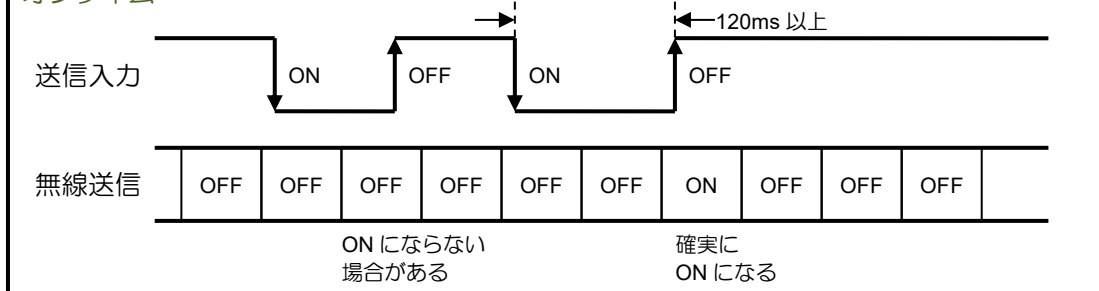 120ms 以上
送信入力 ON OFF ON OFF
無線送信 OFF OFF OFF OFF OFF OFF ON OFF OFF OFF
ON にならない
場合がある
確実に
ON になる